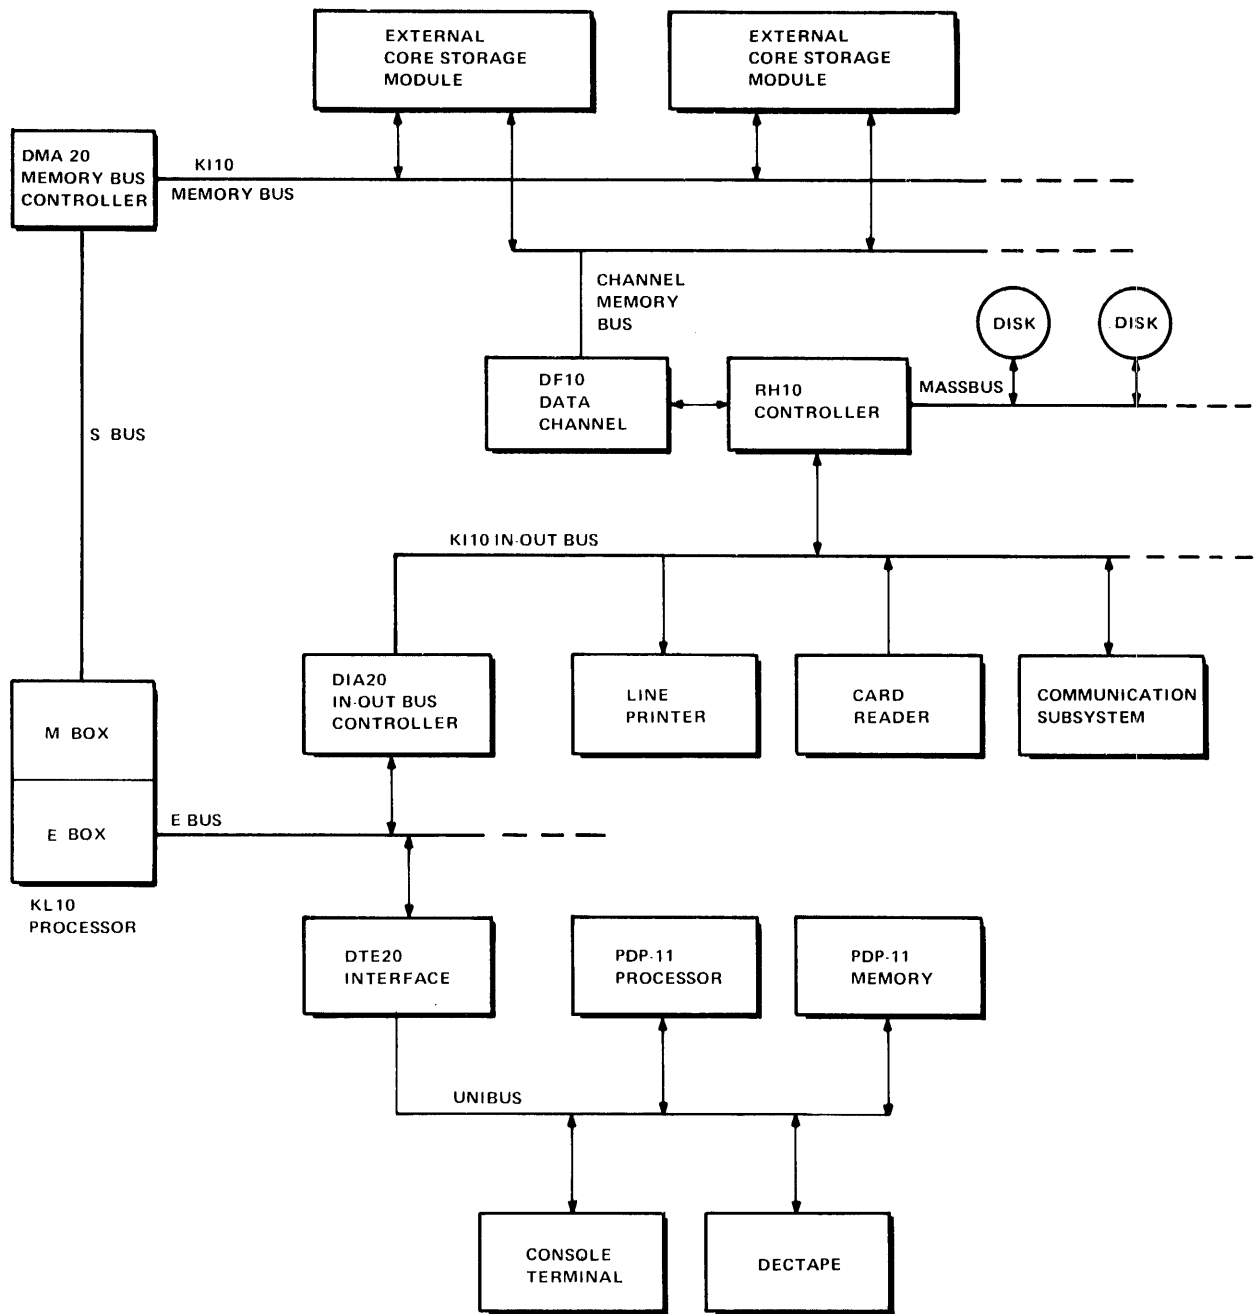 EXTERNAL
CORE STORAGE
MODULE
EXTERNAL
CORE STORAGE
MODULE
DMA 20
MEMORY BUS
CONTROLLER
KI10
MEMORY BUS
CHANNEL
MEMORY
BUS
DISK
DISK
DF10
DATA
CHANNEL
RH10
CONTROLLER
MASSBUS
S BUS
KI10 IN-OUT BUS
DIA20
IN-OUT BUS
CONTROLLER
LINE
PRINTER
CARD
READER
COMMUNICATION
SUBSYSTEM
M BOX
E BOX
E BUS
KL10
PROCESSOR
DTE20
INTERFACE
PDP-11
PROCESSOR
PDP-11
MEMORY
UNIBUS
CONSOLE
TERMINAL
DECTAPE